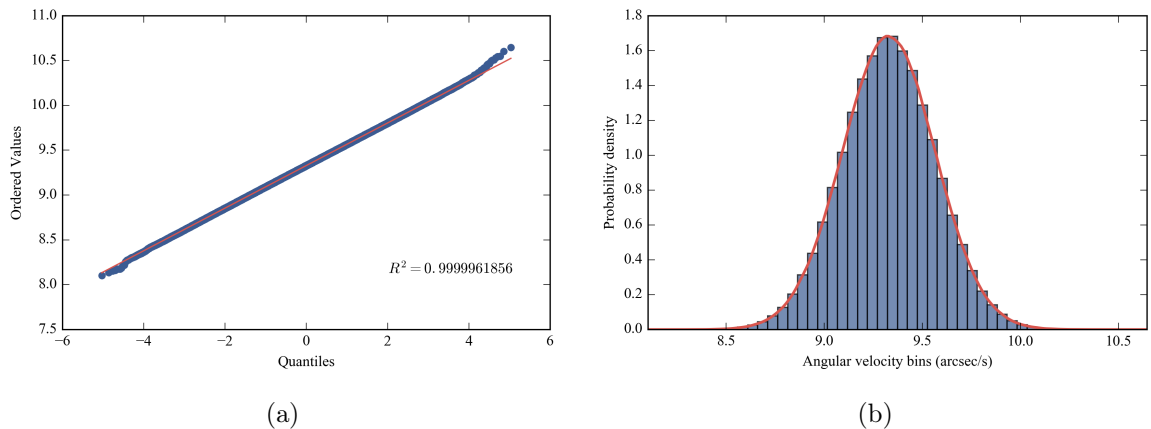 11.0
10.5
10.0
9.5
9.0
8.5
8.0
7.5
Ordered Values
R² = 0.9999961856
−6 −4 −2 0 2 4 6
Quantiles
(a)
1.8
1.6
1.4
1.2
1.0
0.8
0.6
0.4
0.2
0.0
Probability density
8.5 9.0 9.5 10.0 10.5
Angular velocity bins (arcsec/s)
(b)